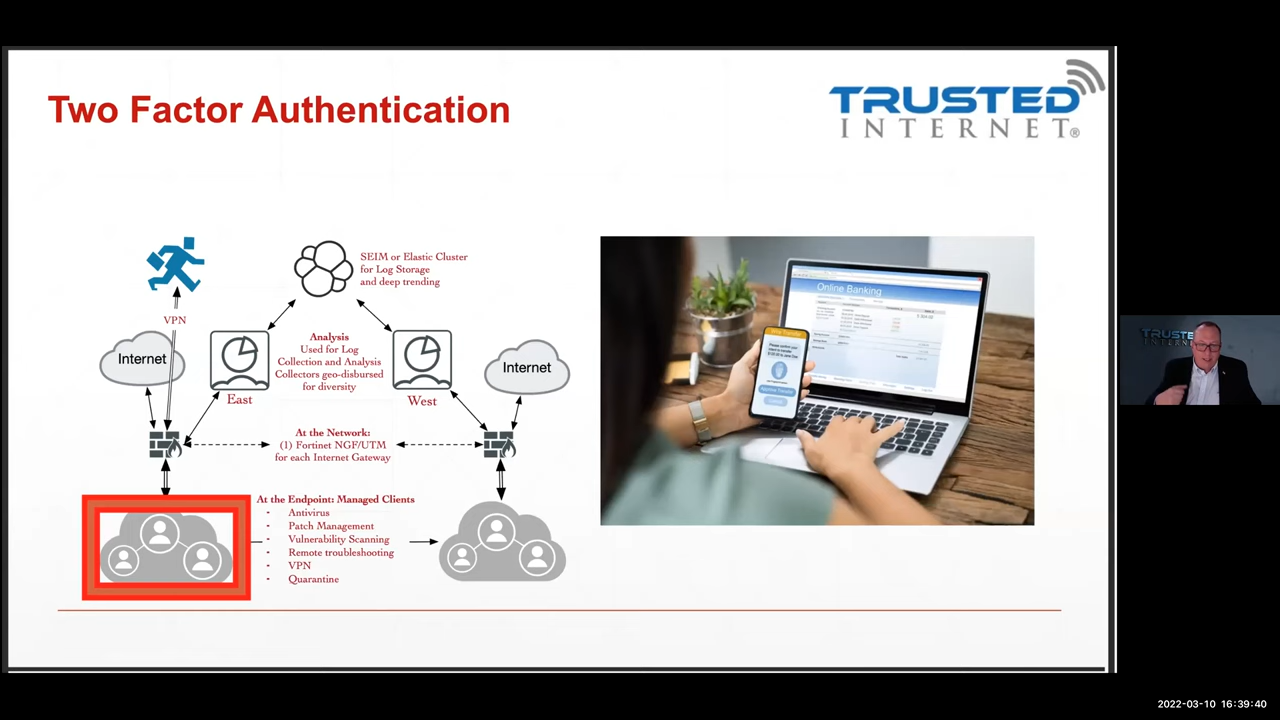 Two Factor Authentication
TRUSTED
INTERNET®
SEIM or Elastic Cluster
for Log Storage
and deep trending
VPN
Internet
Analysis
Used for Log
Collection and Analysis
Collectors geo-disbursed
for diversity
Internet
East
West
At the Network:
(1) Fortinet NGF/UTM
for each Internet Gateway
At the Endpoint: Managed Clients
- Antivirus
- Patch Management
- Vulnerability Scanning
- Remote troubleshooting
- VPN
- Quarantine
Online Banking
TRUSTED
2022-03-10 16:39:40